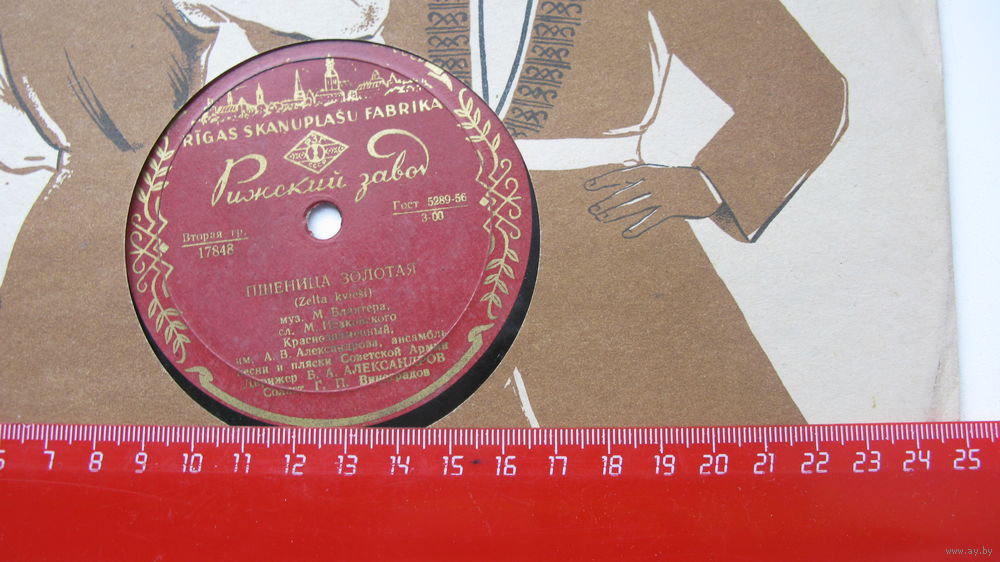 RĪGAS SKAŅUPLAŠU FABRIKA
Рижский завод
Гост 5289-56
3-00
Вторая гр.
17848
ПШЕНИЦА ЗОЛОТАЯ
(Zelta kvieši)
муз. М. Блантера,
сл. М. Исаковского
Краснознаменный,
им. А. В. Александрова, ансамбль
песни и пляски Советской Армии
Дирижер Б. А. АЛЕКСАНДРОВ
Солист Г. П. Виноградов
6 7 8 9 10 11 12 13 14 15 16 17 18 19 20 21 22 23 24 25
www.ay.by